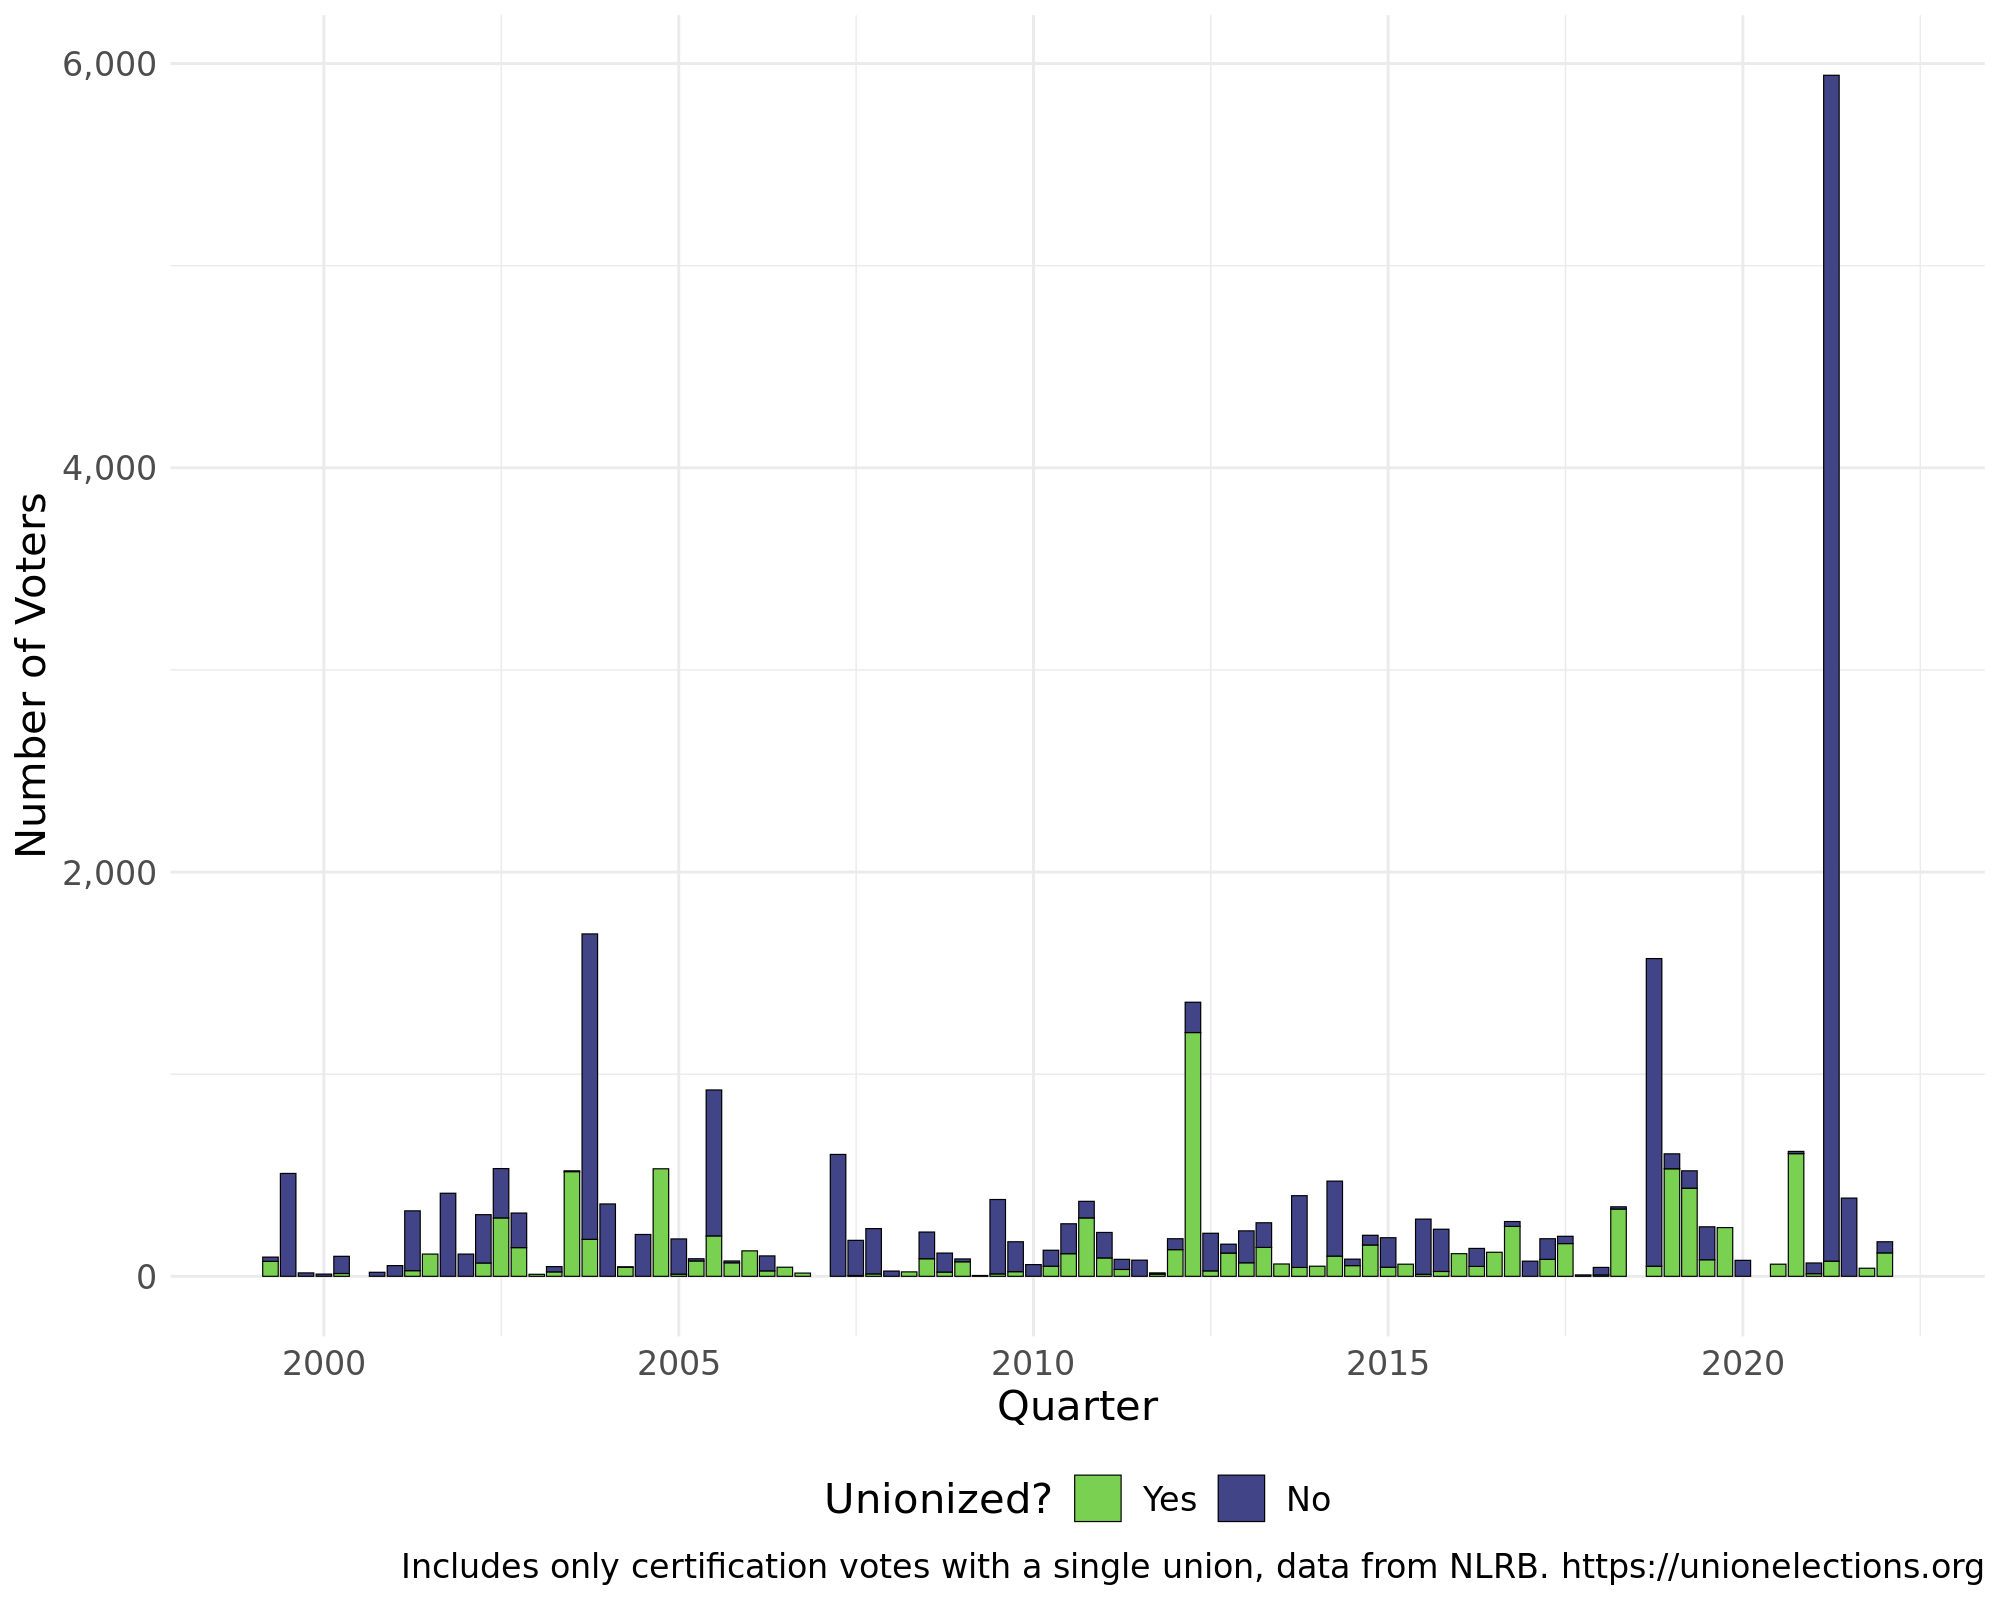 6,000
4,000
2,000
0
Number of Voters
2000 2005 2010 2015 2020
Quarter
Unionized? Yes No
Includes only certification votes with a single union, data from NLRB. https://unionelections.org